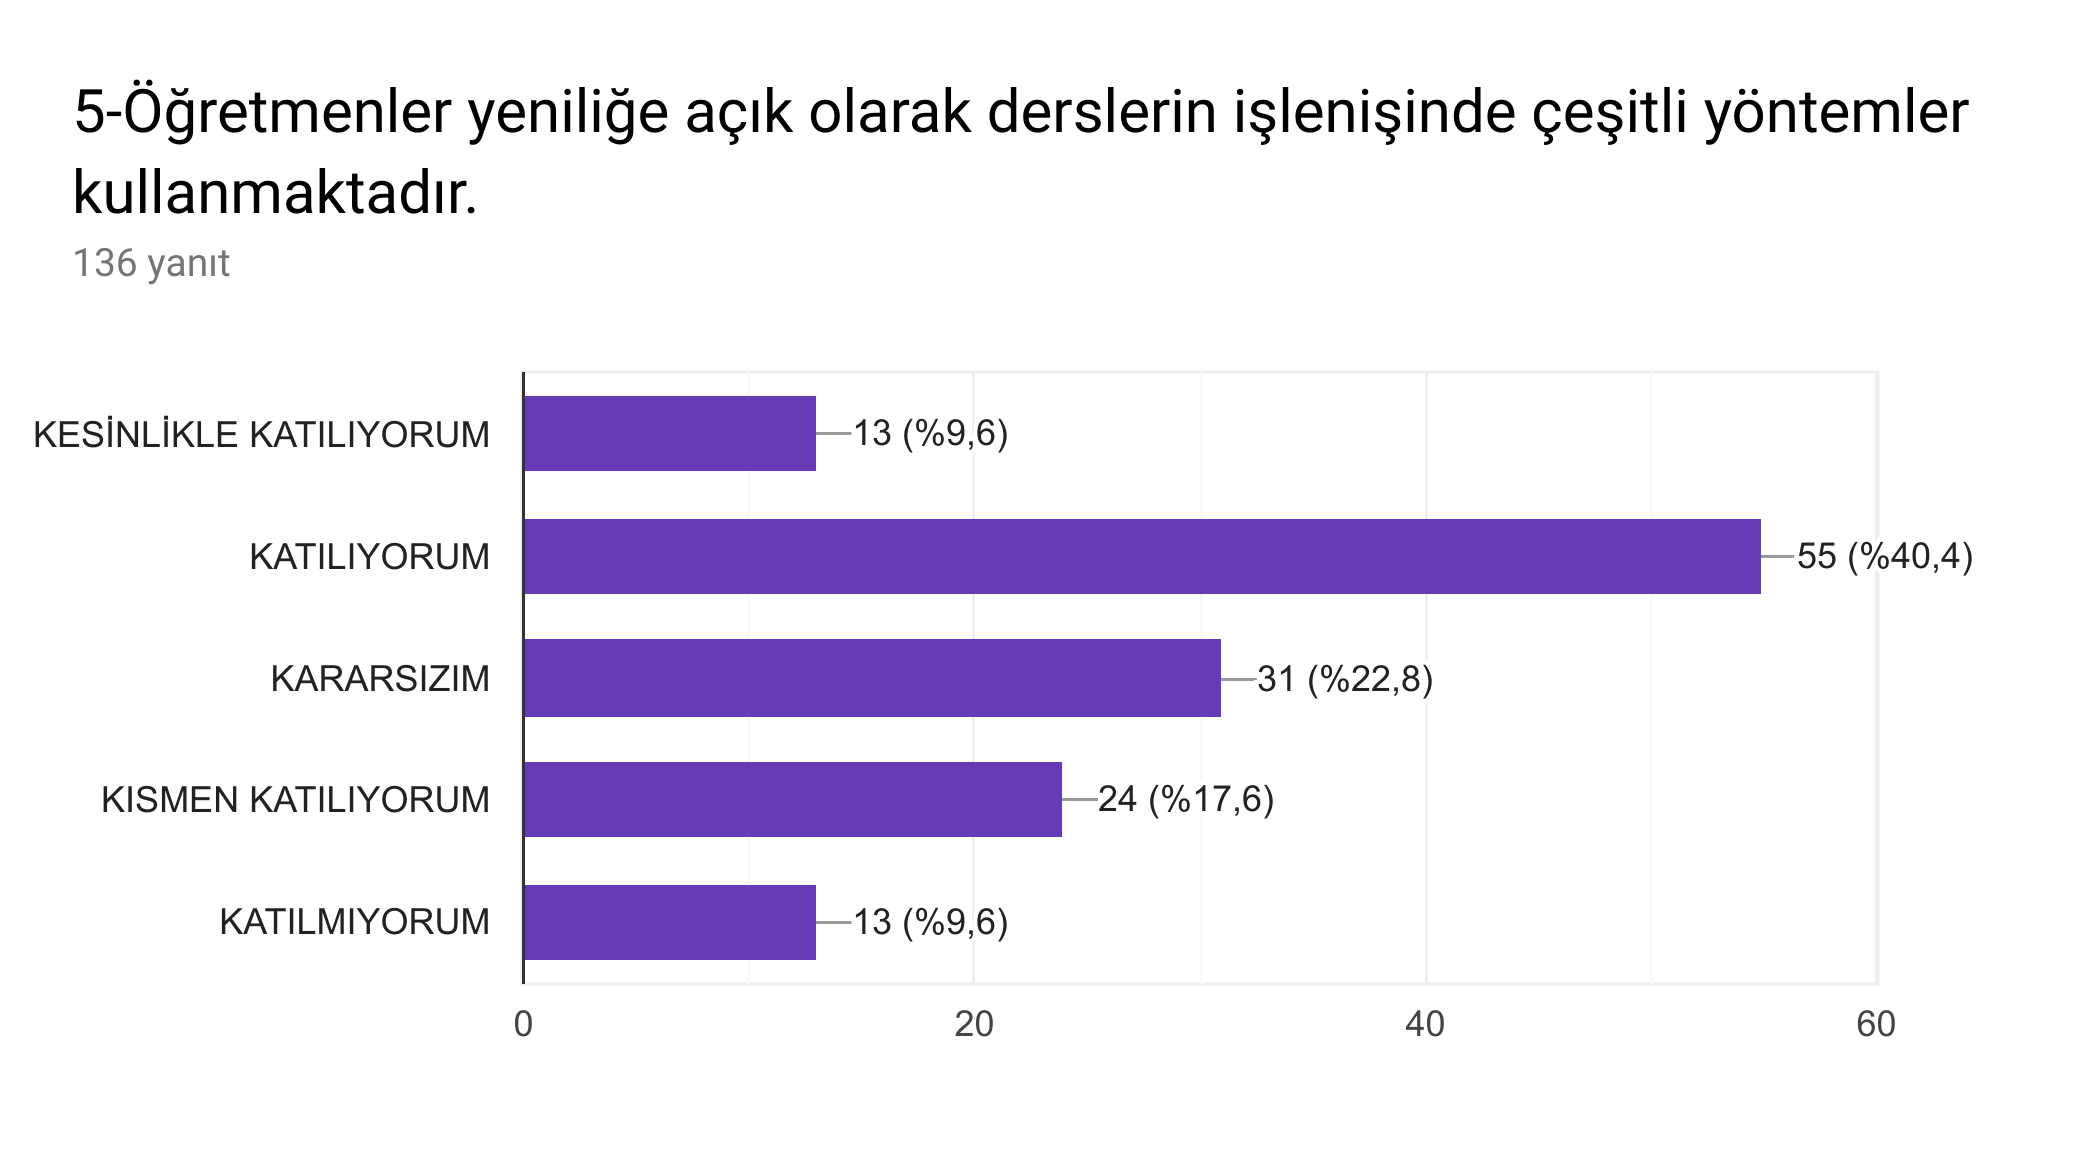 5-Öğretmenler yeniliğe açık olarak derslerin işlenişinde çeşitli yöntemler
kullanmaktadır.
136 yanıt
KESİNLİKLE KATILIYORUM 13 (%9,6)
KATILIYORUM 55 (%40,4)
KARARSIZIM 31 (%22,8)
KISMEN KATILIYORUM 24 (%17,6)
KATILMIYORUM 13 (%9,6)
0 20 40 60